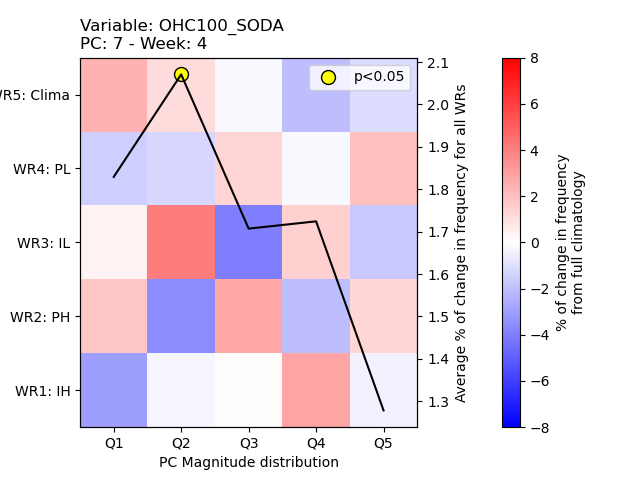 Variable: OHC100_SODA
PC: 7 - Week: 4
p<0.05
WR5: Clima
WR4: PL
WR3: IL
WR2: PH
WR1: IH
Q1 Q2 Q3 Q4 Q5
PC Magnitude distribution
2.1
2.0
1.9
1.8
1.7
1.6
1.5
1.4
1.3
Average % of change in frequency for all WRs
8
6
4
2
0
−2
−4
−6
−8
% of change in frequency
from full climatology